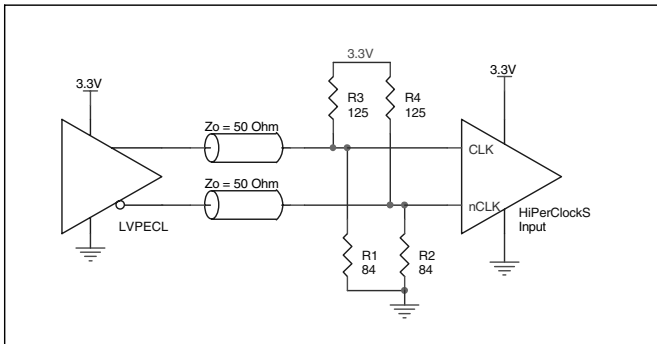 3.3V
3.3V
3.3V
R3
125
R4
125
Zo = 50 Ohm
CLK
Zo = 50 Ohm
nCLK
HiPerClockS
Input
LVPECL
R1
84
R2
84